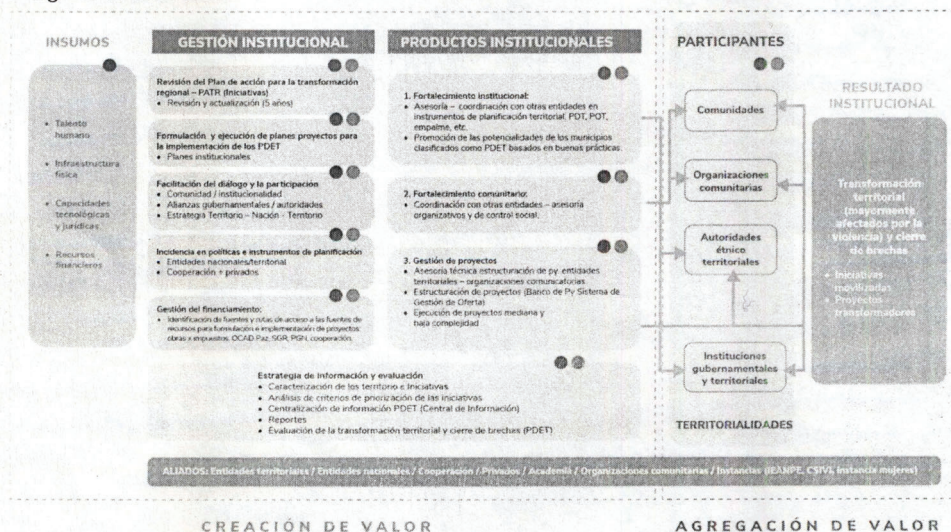 INSUMOS
Talento
humano
Infraestructura
física
Capacidades
tecnológicas
y jurídicas
Recursos
financieros
GESTIÓN INSTITUCIONAL
Revisión del Plan de acción para la transformación
regional – PATR (Iniciativas)
• Revisión y actualización (5 años)
Formulación y ejecución de planes proyectos para
la implementación de los PDET
• Planes institucionales
Facilitación del diálogo y la participación
• Comunidad / institucionalidad
• Alianzas gubernamentales / autoridades
• Estrategia Territorio – Nación - Territorio
Incidencia en políticas e instrumentos de planificación
• Entidades nacionales/territorial
• Cooperación + privados
Gestión del financiamiento:
• Identificación de fuentes y rutas de acceso a las fuentes de
recursos para formulación e implementación de proyectos:
obras x impuestos, OCAD Paz, SGR, PGN, cooperación.
PRODUCTOS INSTITUCIONALES
1. Fortalecimiento institucional:
• Asesoría – coordinación con otras entidades en
instrumentos de planificación territorial, PDT, POT,
empalme, etc.
• Promoción de las potencialidades de los municipios
clasificados como PDET basados en buenas prácticas.
2. Fortalecimiento comunitario:
• Coordinación con otras entidades – asesoría
organizativos y de control social.
3. Gestión de proyectos
• Asesoría técnica estructuración de py entidades
territoriales – organizaciones comunicatorias.
• Estructuración de proyectos (Banco de Py Sistema de
Gestión de Oferta)
• Ejecución de proyectos mediana y
baja complejidad
Estrategia de información y evaluación
• Caracterización de los territorio e Iniciativas
• Análisis de criterios de priorización de las iniciativas
• Centralización de información PDET (Central de Información)
• Reportes
• Evaluación de la transformación territorial y cierre de brechas (PDET)
PARTICIPANTES
Comunidades
Organizaciones
comunitarias
Autoridades
étnico
territoriales
Instituciones
gubernamentales
y territoriales
TERRITORIALIDADES
RESULTADO
INSTITUCIONAL
Transformación
territorial
(mayormente
afectados por la
violencia) y cierre
de brechas
• Iniciativas
movilizadas
• Proyectos
transformadores
ALIADOS: Entidades territoriales / Entidades nacionales / Cooperación / Privados / Academia / Organizaciones comunitarias / Instancias (IEANPE, CSIVI, instancia mujeres)
CREACIÓN DE VALOR
AGREGACIÓN DE VALOR